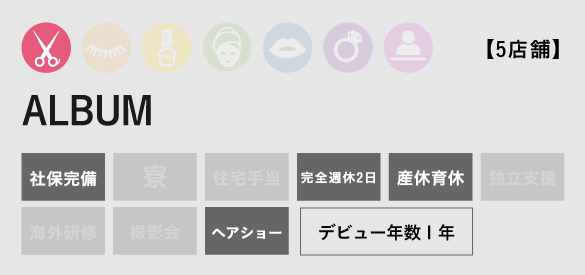 【5店舗】
ALBUM
社保完備 寮 住宅手当 完全週休2日 産休育休 独立支援
海外研修 撮影会 ヘアショー デビュー年数1年